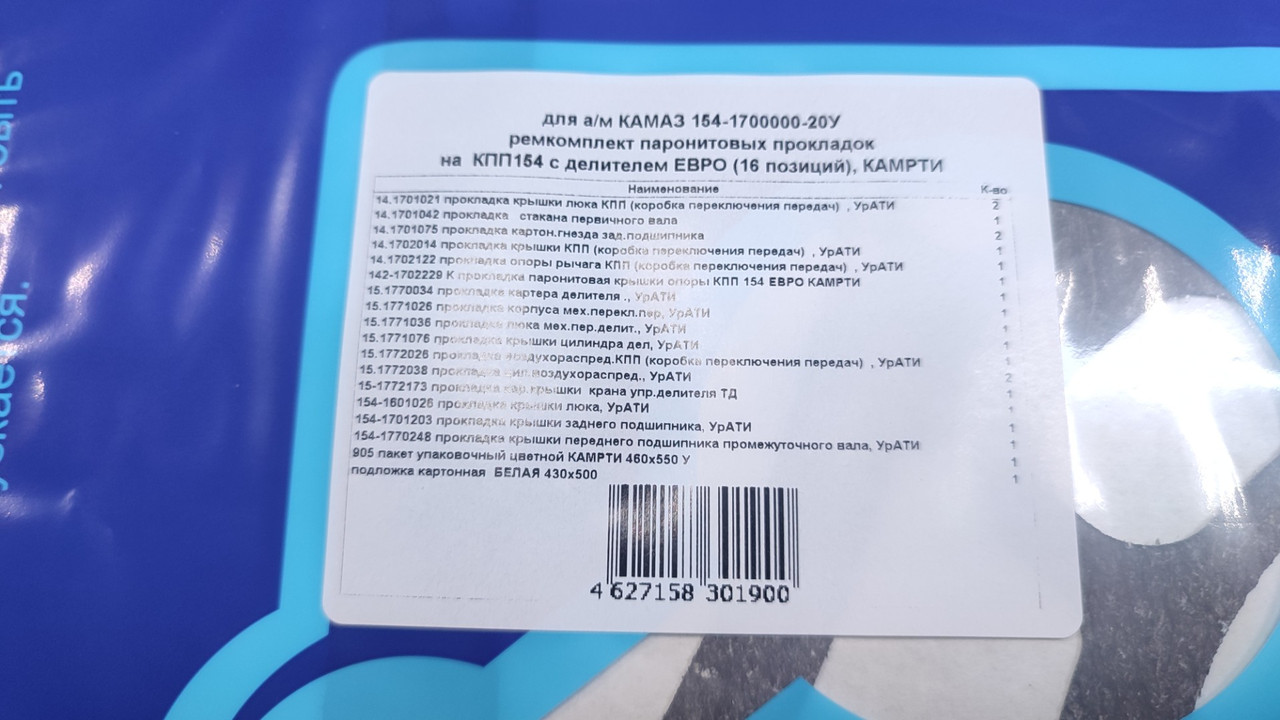 для а/м КАМАЗ 154-1700000-20У
ремкомплект паронитовых прокладок
на КПП154 с делителем ЕВРО (16 позиций), КАМРТИ
Наименование К-во
14.1701021 прокладка крышки люка КПП (коробка переключения передач) , УрАТИ 2
14.1701042 прокладка стакана первичного вала 1
14.1701075 прокладка картон.гнезда зад.подшипника 2
14.1702014 прокладка крышки КПП (коробка переключения передач) , УрАТИ 1
14.1702122 прокладка опоры рычага КПП (коробка переключения передач) , УрАТИ 1
142-1702229 К прокладка паронитовая крышки опоры КПП 154 ЕВРО КАМРТИ 1
15.1770034 прокладка картера делителя ., УрАТИ 1
15.1771026 прокладка корпуса мех.перекл.пер, УрАТИ 1
15.1771036 прокладка люка мех.пер.делит., УрАТИ 1
15.1771076 прокладка крышки цилиндра дел, УрАТИ 1
15.1772026 прокладка воздухораспред.КПП (коробка переключения передач) , УрАТИ 1
15.1772038 прокладка воздухораспред., УрАТИ 2
15-1772173 прокладка крышки крана упр.делителя ТД 1
154-1601026 прокладка крышки люка, УрАТИ 1
154-1701203 прокладка крышки заднего подшипника, УрАТИ 1
154-1770248 прокладка крышки переднего подшипника промежуточного вала, УрАТИ 1
905 пакет упаковочный цветной КАМРТИ 460х550 У 1
подложка картонная БЕЛАЯ 430х500 1
4 627158 301900